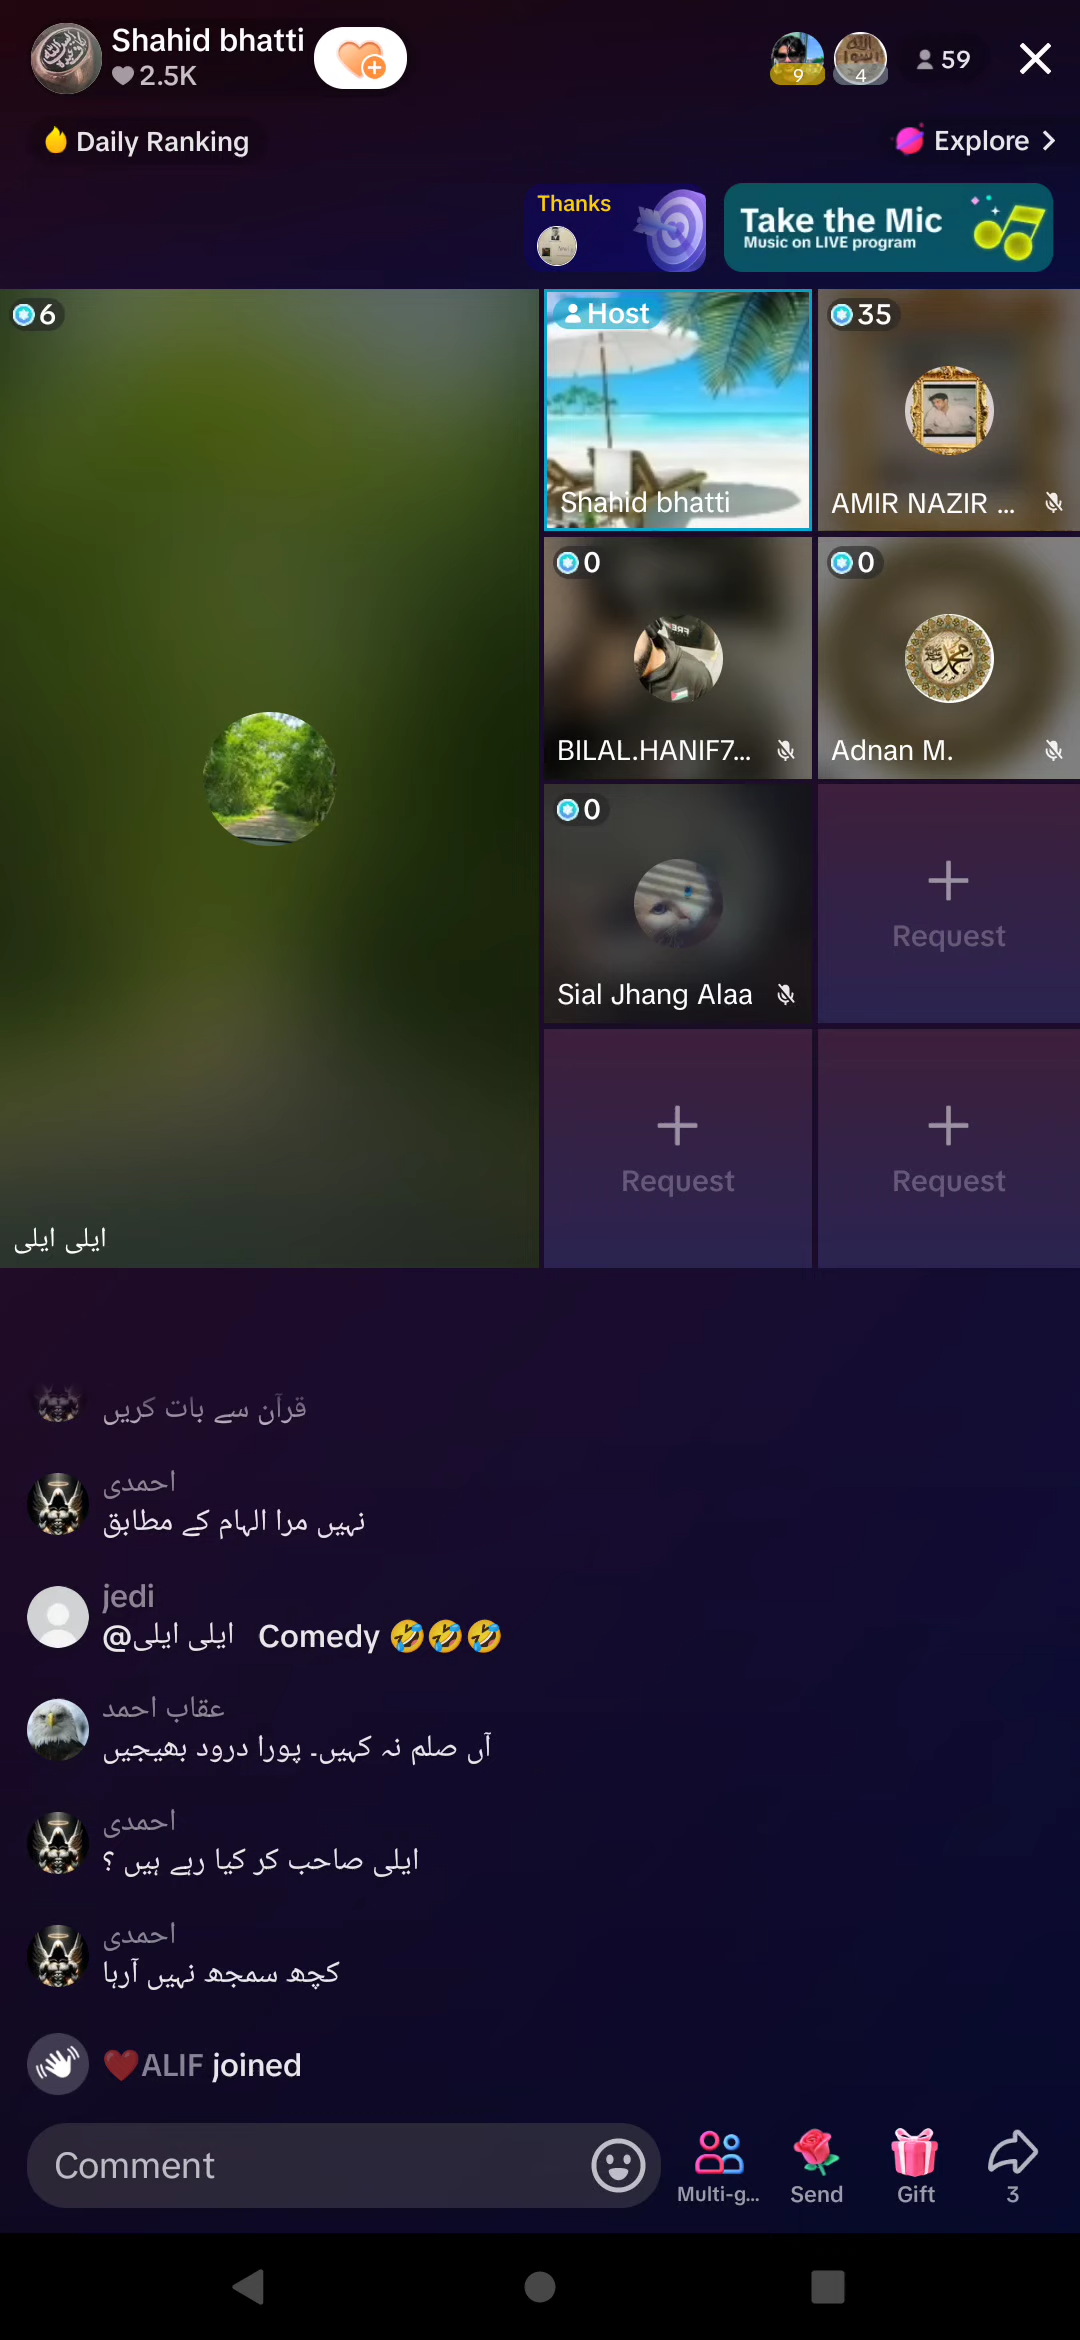 Shahid bhatti
2.5K
9
4
59
Daily Ranking
Explore
Thanks
Take the Mic
Music on LIVE program
6
Host
Shahid bhatti
35
AMIR NAZIR ...
0
BILAL.HANIF7...
0
Adnan M.
0
Sial Jhang Alaa
Request
Request
Request
ایلی ایلی
قرآن سے بات کریں
احمدی
نہیں مرا الہام کے مطابق
jedi
@ایلی ایلی Comedy 🤣🤣🤣
عقاب احمد
آں صلم نہ کہیں۔ پورا درود بھیجیں
احمدی
ایلی صاحب کر کیا رہے ہیں ؟
احمدی
کچھ سمجھ نہیں آرہا
❤️ALIF joined
Comment
Multi-g...
Send
Gift
3